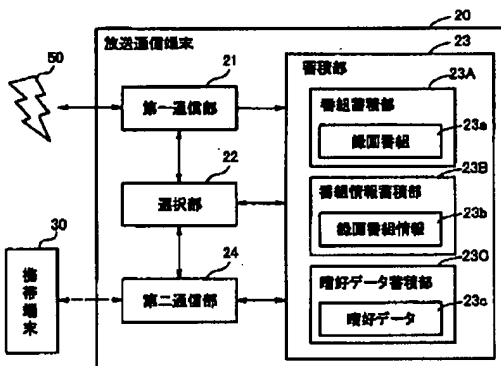 20
放送通信端末
50
21
第一通信部
22
選択部
30
携帯端末
24
第二通信部
23
蓄積部
23A
番組蓄積部
23a
録画番組
23B
番組情報蓄積部
23b
録画番組情報
23C
嗜好データ蓄積部
23c
嗜好データ